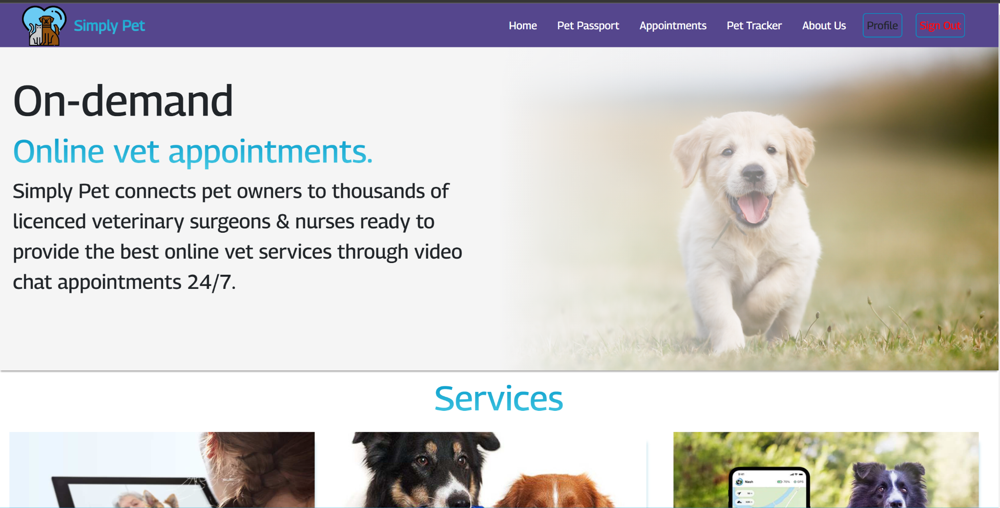 Simply Pet
Home
Pet Passport
Appointments
Pet Tracker
About Us
Profile
Sign Out
On-demand
Online vet appointments.
Simply Pet connects pet owners to thousands of
licenced veterinary surgeons & nurses ready to
provide the best online vet services through video
chat appointments 24/7.
Services
9:41
Nash
70%
GPS